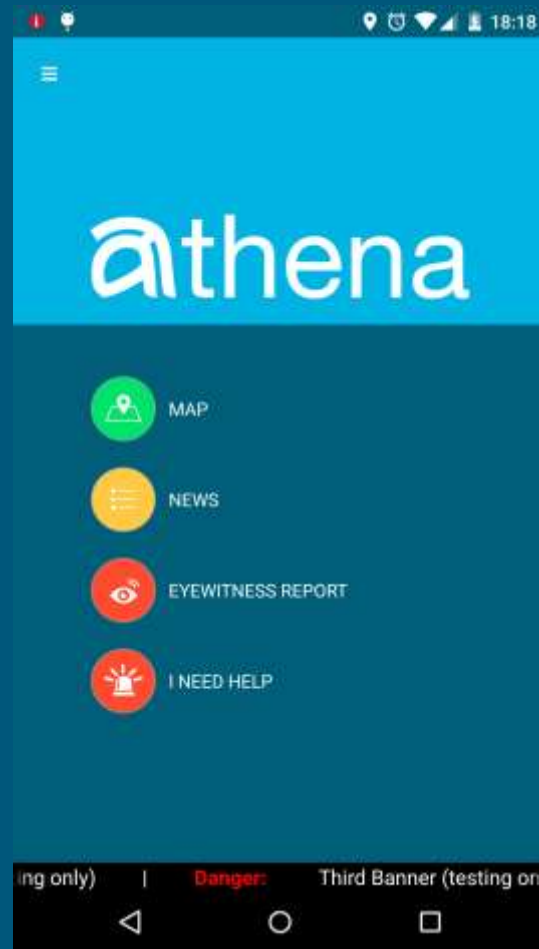 18:18
athena
MAP
NEWS
EYEWITNESS REPORT
I NEED HELP
ing only) | Danger: Third Banner (testing on